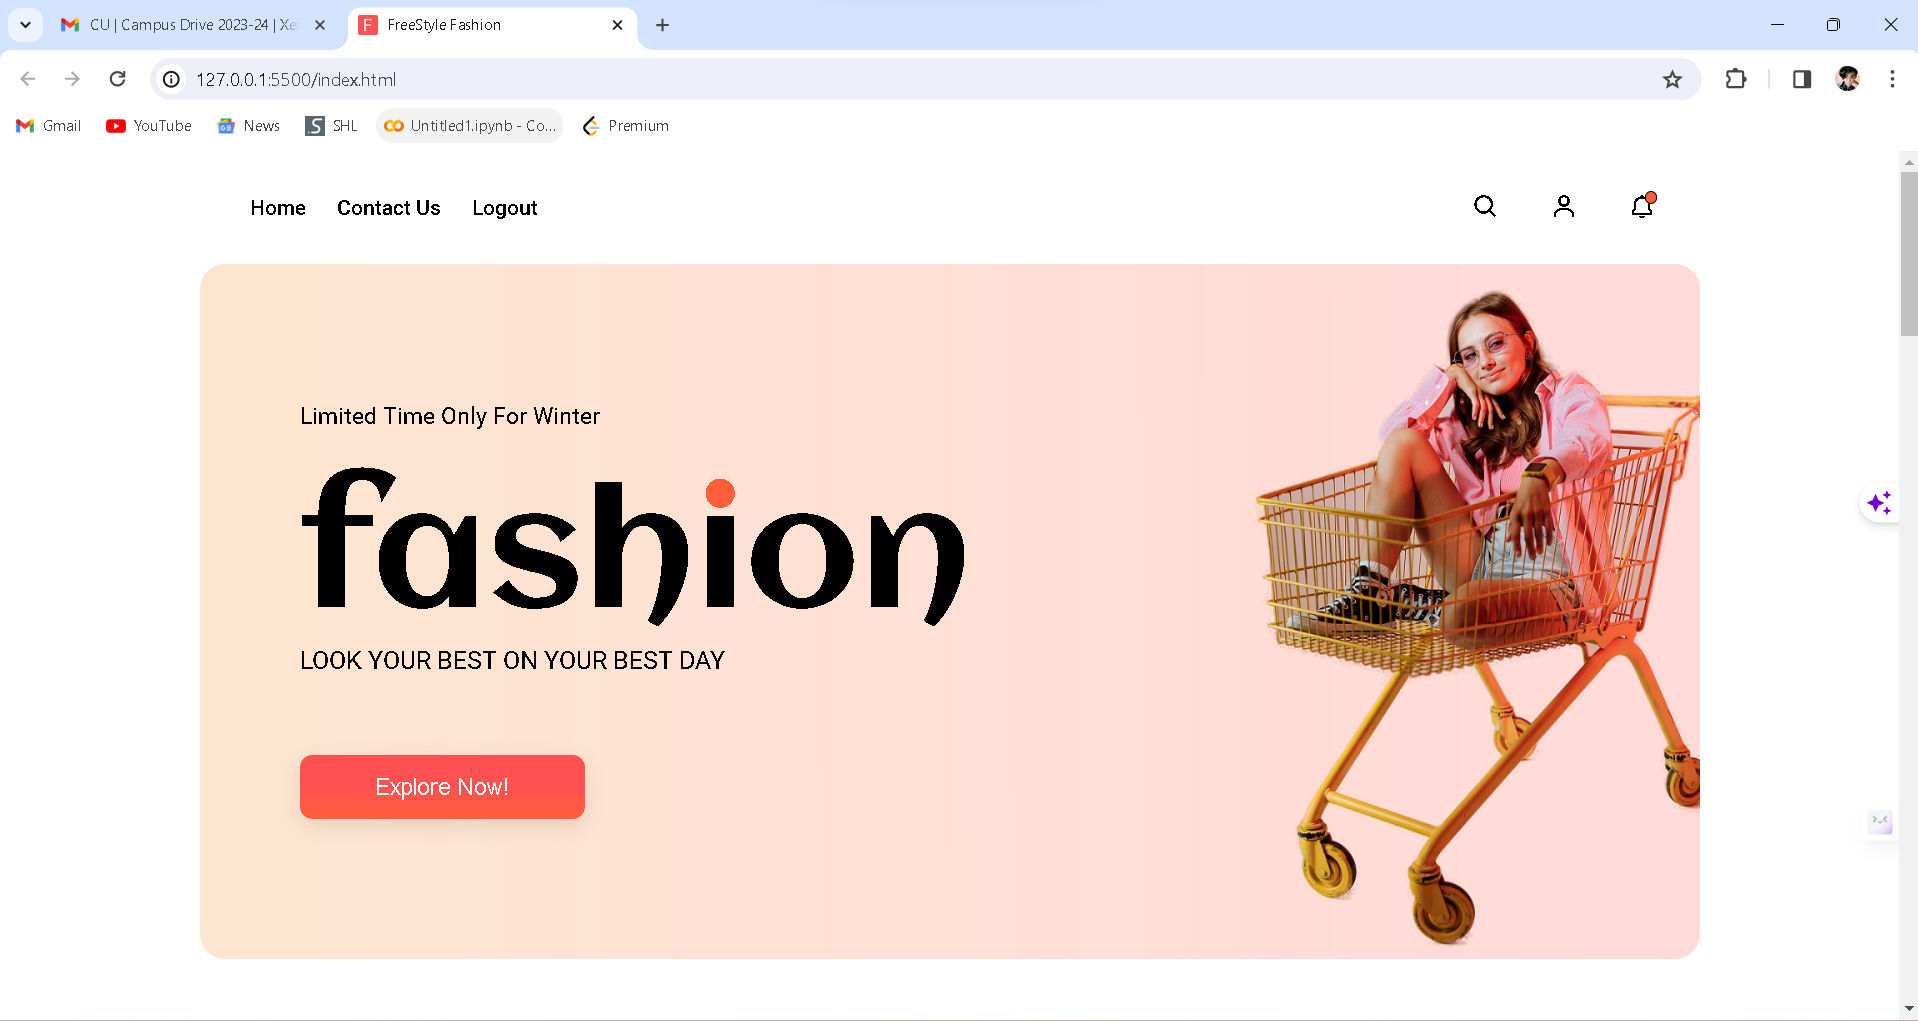 CU | Campus Drive 2023-24 | Xe
FreeStyle Fashion
127.0.0.1:5500/index.html
Gmail
YouTube
News
SHL
Untitled1.ipynb - Co...
Premium
Home
Contact Us
Logout
Limited Time Only For Winter
fashion
LOOK YOUR BEST ON YOUR BEST DAY
Explore Now!